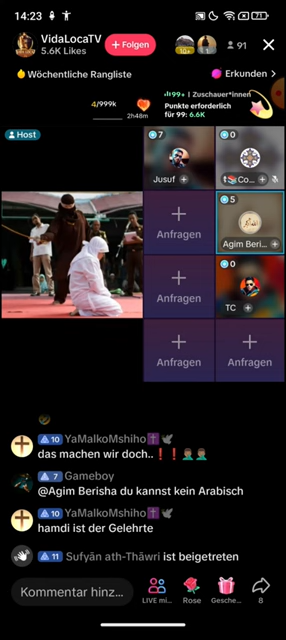 14:23
71
VidaLocaTV
5.6K Likes
+ Folgen
91
Wöchentliche Rangliste
Erkunden >
4/999k
2h48m
99+ | Zuschauer*innen
Punkte erforderlich
für 99: 6.6K
Host
7
Jusuf
0
Anfragen
5
Agim Beri...
Anfragen
0
TC
Anfragen
Anfragen
10 YaMalkoMshiho
das machen wir doch..❗❗
7 Gameboy
@Agim Berisha du kannst kein Arabisch
10 YaMalkoMshiho
hamdi ist der Gelehrte
11 Sufyān ath-Thāwri ist beigetreten
Kommentar hinz...
LIVE mi...
Rose
Gesche...
8